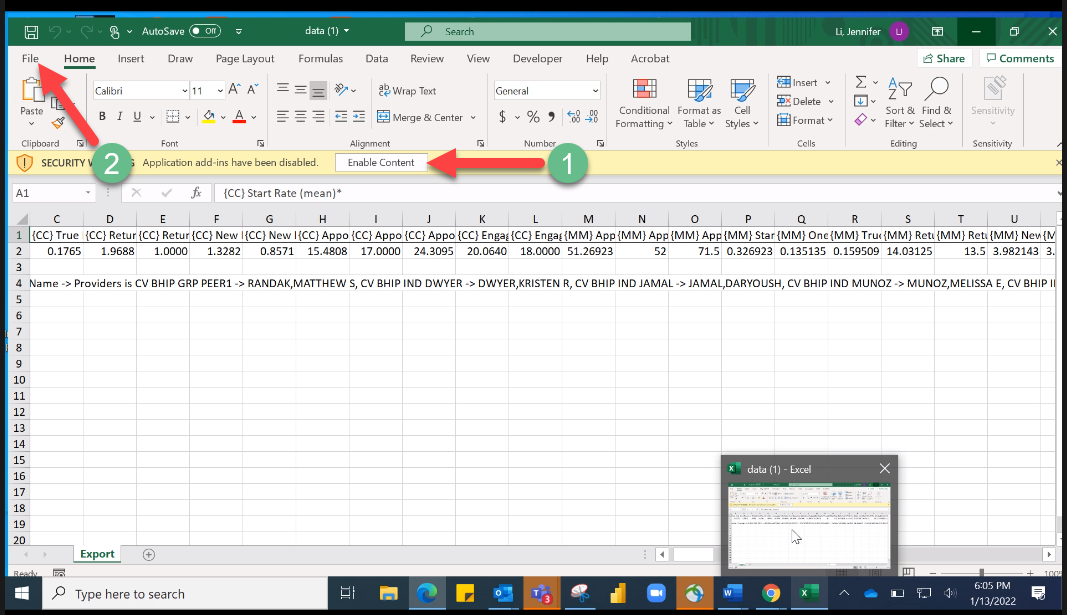 AutoSave Off data (1) Search Li, Jennifer
File Home Insert Draw Page Layout Formulas Data Review View Developer Help Acrobat Share Comments
Calibri 11 ab Wrap Text General Insert Σ
Paste B I U A Merge & Center $ % Conditional Formatting Format as Table Cell Styles Delete Format Sort & Filter Find & Select Sensitivity
Clipboard Font Alignment Number Styles Cells Editing Sensitivity
SECURITY Application add-ins have been disabled. Enable Content
1
2
A1 fx {CC} Start Rate (mean)*
C D E F G H I J K L M N O P Q R S T U
1 {CC} True {CC} Retur {CC} Retur {CC} New {CC} New {CC} Appo {CC} Appo {CC} Appo {CC} Engag {CC} Engag {MM} App {MM} App {MM} App {MM} Star {MM} One {MM} True {MM} Retu {MM} Retu {MM} New
2 0.1765 1.9688 1.0000 1.3282 0.8571 15.4808 17.0000 24.3095 20.0640 18.0000 51.26923 52 71.5 0.326923 0.135135 0.159509 14.03125 13.5 3.982143 3.
3
4 Name -> Providers is CV BHIP GRP PEER1 -> RANDAK,MATTHEW S, CV BHIP IND DWYER -> DWYER,KRISTEN R, CV BHIP IND JAMAL -> JAMAL,DARYOUSH, CV BHIP IND MUNOZ -> MUNOZ,MELISSA E, CV BHIP
5
6
7
8
9
10
11
12
13
14
15
16
17
18
19
20
data (1) - Excel
Export
Ready
Type here to search 3 6:05 PM
1/13/2022